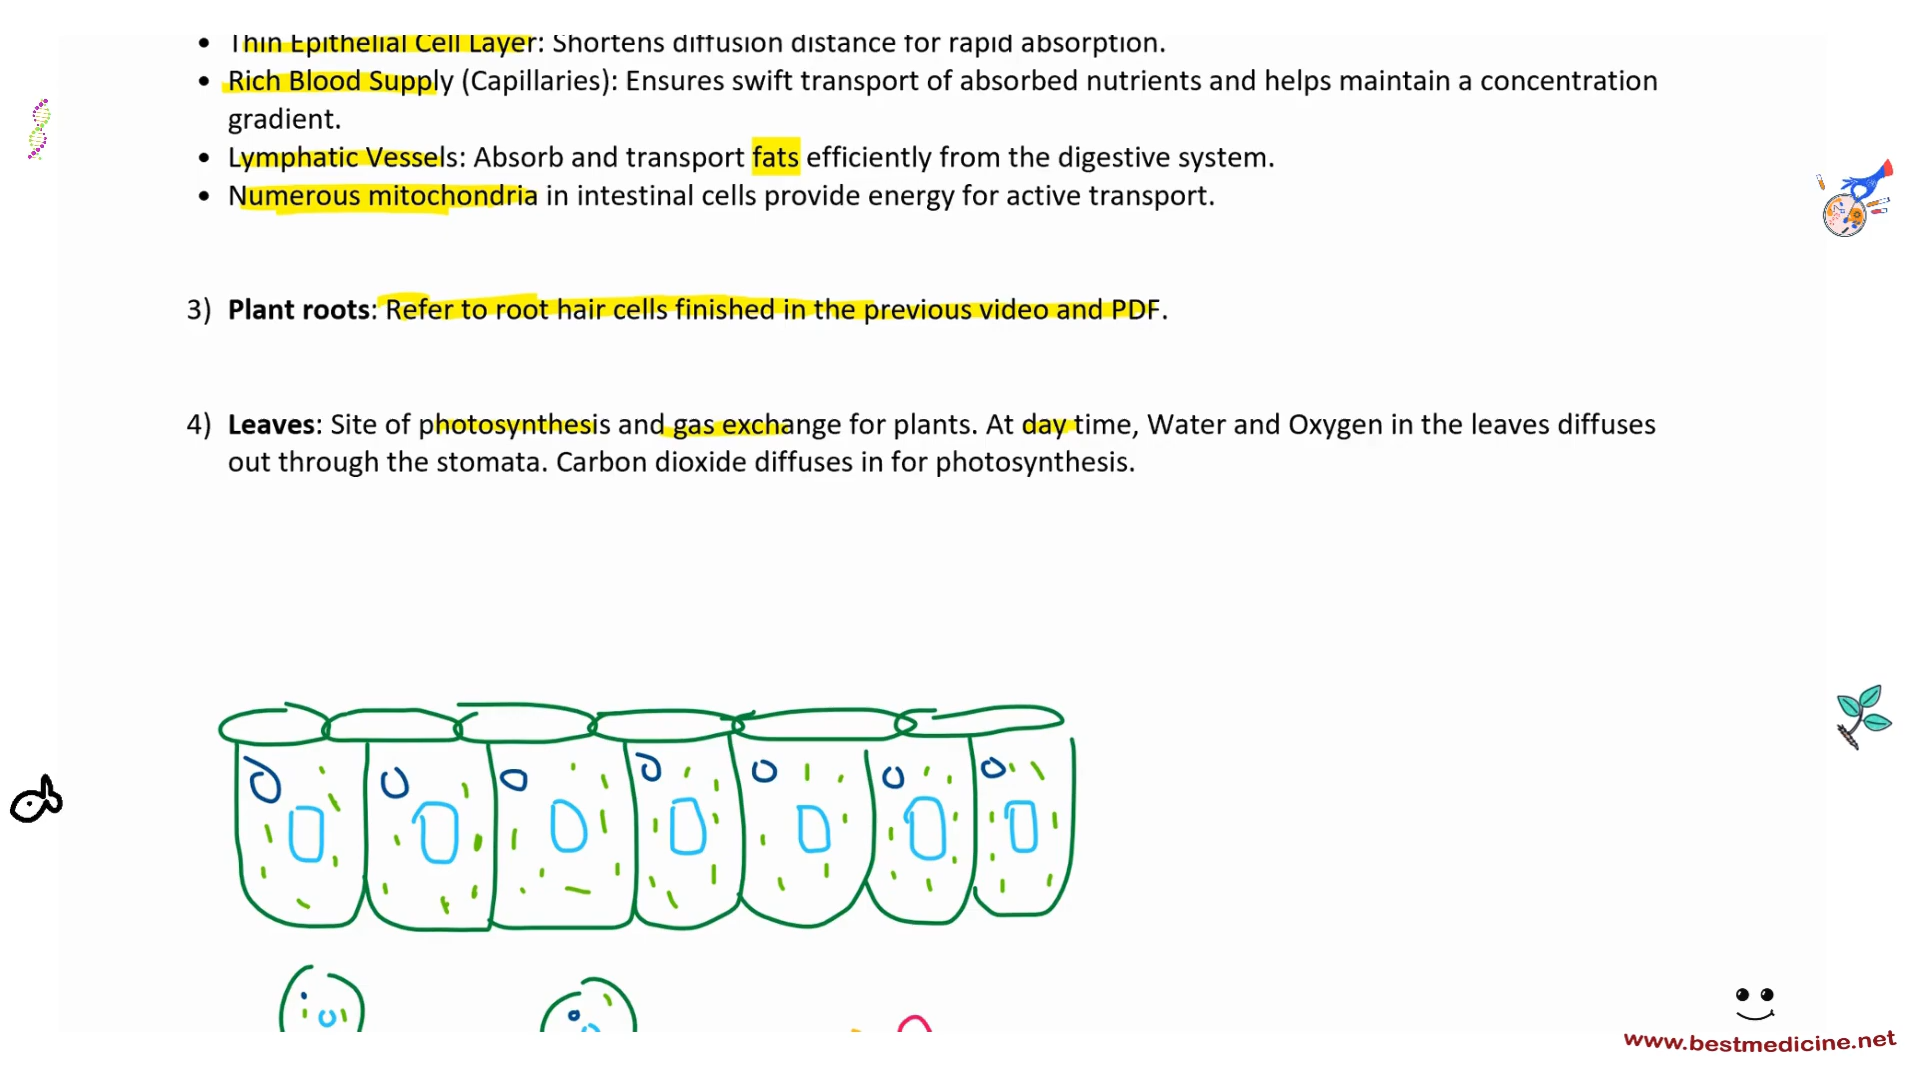 • Thin Epithelial Cell Layer: Shortens diffusion distance for rapid absorption.
• Rich Blood Supply (Capillaries): Ensures swift transport of absorbed nutrients and helps maintain a concentration
gradient.
• Lymphatic Vessels: Absorb and transport fats efficiently from the digestive system.
• Numerous mitochondria in intestinal cells provide energy for active transport.
3) Plant roots: Refer to root hair cells finished in the previous video and PDF.
4) Leaves: Site of photosynthesis and gas exchange for plants. At day time, Water and Oxygen in the leaves diffuses
out through the stomata. Carbon dioxide diffuses in for photosynthesis.
www.bestmedicine.net